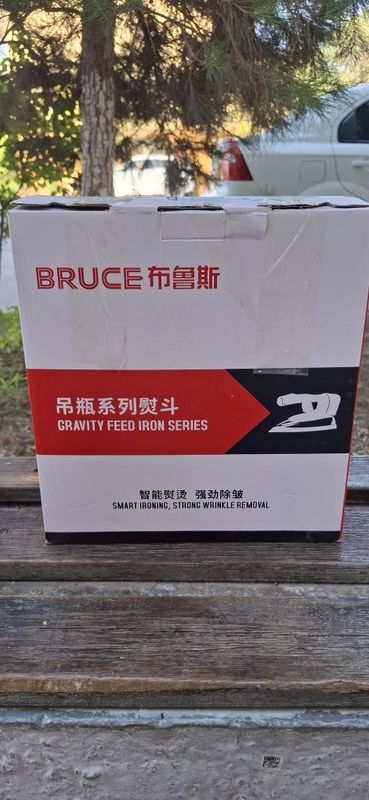 BRUCE 布鲁斯
吊瓶系列熨斗
GRAVITY FEED IRON SERIES
智能熨烫 强劲除皱
SMART IRONING, STRONG WRINKLE REMOVAL